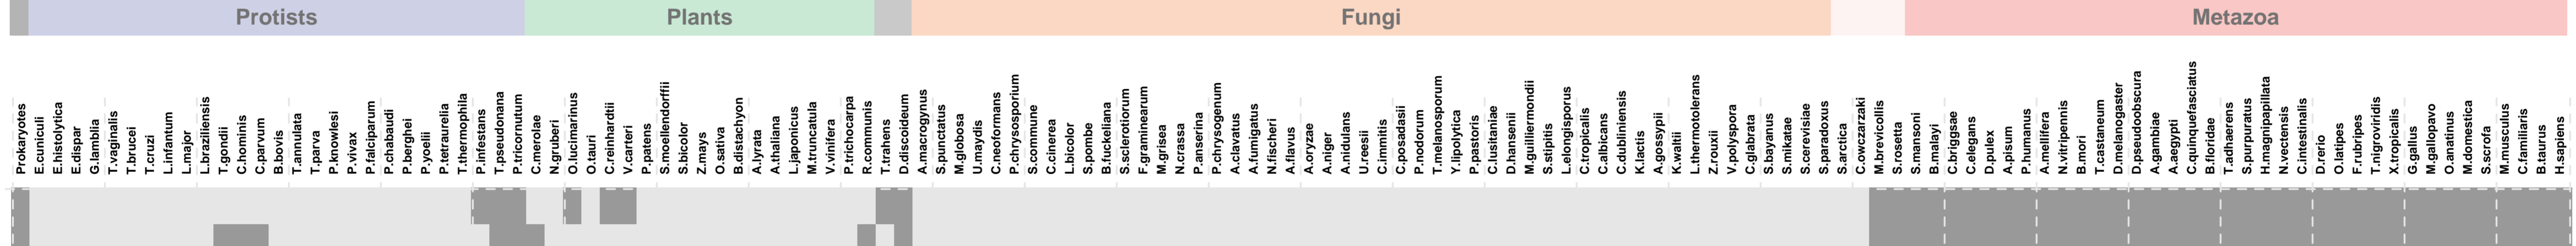 Protists
Plants
Fungi
Metazoa
Prokaryotes
E.cuniculi
E.histolytica
E.dispar
G.lamblia
T.vaginalis
T.brucei
T.cruzi
L.infantum
L.major
L.braziliensis
T.gondii
C.hominis
C.parvum
B.bovis
T.annulata
T.parva
P.knowlesi
P.vivax
P.falciparum
P.chabaudi
P.berghei
P.yoelii
P.tetraurelia
T.thermophila
P.infestans
T.pseudonana
P.tricornutum
C.merolae
N.gruberi
O.lucimarinus
O.tauri
C.reinhardtii
V.carteri
P.patens
S.moellendorffii
S.bicolor
Z.mays
O.sativa
B.distachyon
A.lyrata
A.thaliana
L.japonicus
M.truncatula
V.vinifera
P.trichocarpa
R.communis
T.trahens
D.discoideum
A.macrogynus
S.punctatus
M.globosa
U.maydis
C.neoformans
P.chrysosporium
S.commune
C.cinerea
L.bicolor
S.pombe
B.fuckeliana
S.sclerotiorum
F.graminearum
M.grisea
N.crassa
P.anserina
P.chrysogenum
A.clavatus
A.fumigatus
N.fischeri
A.flavus
A.oryzae
A.niger
A.nidulans
U.reesii
C.immitis
C.posadasii
P.nodorum
T.melanosporum
Y.lipolytica
P.pastoris
C.lusitaniae
D.hansenii
M.guilliermondii
S.stipitis
L.elongisporus
C.tropicalis
C.albicans
C.dubliniensis
K.lactis
A.gossypii
K.waltii
L.thermotolerans
Z.rouxii
V.polyspora
C.glabrata
S.bayanus
S.mikatae
S.cerevisiae
S.paradoxus
S.arctica
C.owczarzaki
M.brevicollis
S.rosetta
S.mansoni
B.malayi
C.briggsae
C.elegans
D.pulex
A.pisum
P.humanus
A.mellifera
N.vitripennis
B.mori
T.castaneum
D.melanogaster
D.pseudoobscura
A.gambiae
A.aegypti
C.quinquefasciatus
B.floridae
T.adhaerens
S.purpuratus
H.magnipapillata
N.vectensis
C.intestinalis
D.rerio
O.latipes
F.rubripes
T.nigroviridis
X.tropicalis
G.gallus
M.gallopavo
O.anatinus
M.domestica
S.scrofa
M.musculus
C.familiaris
B.taurus
H.sapiens